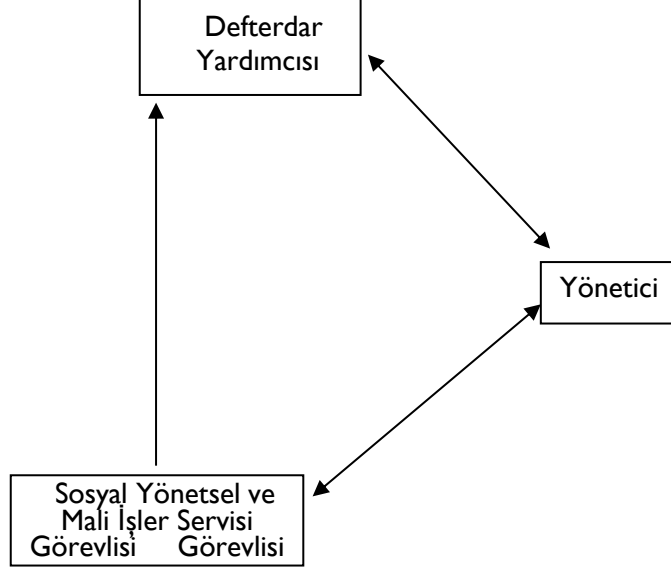 Defterdar
Yardımcısı
Yönetici
Sosyal Yönetsel ve
Mali İşler Servisi
Görevlisi Görevlisi